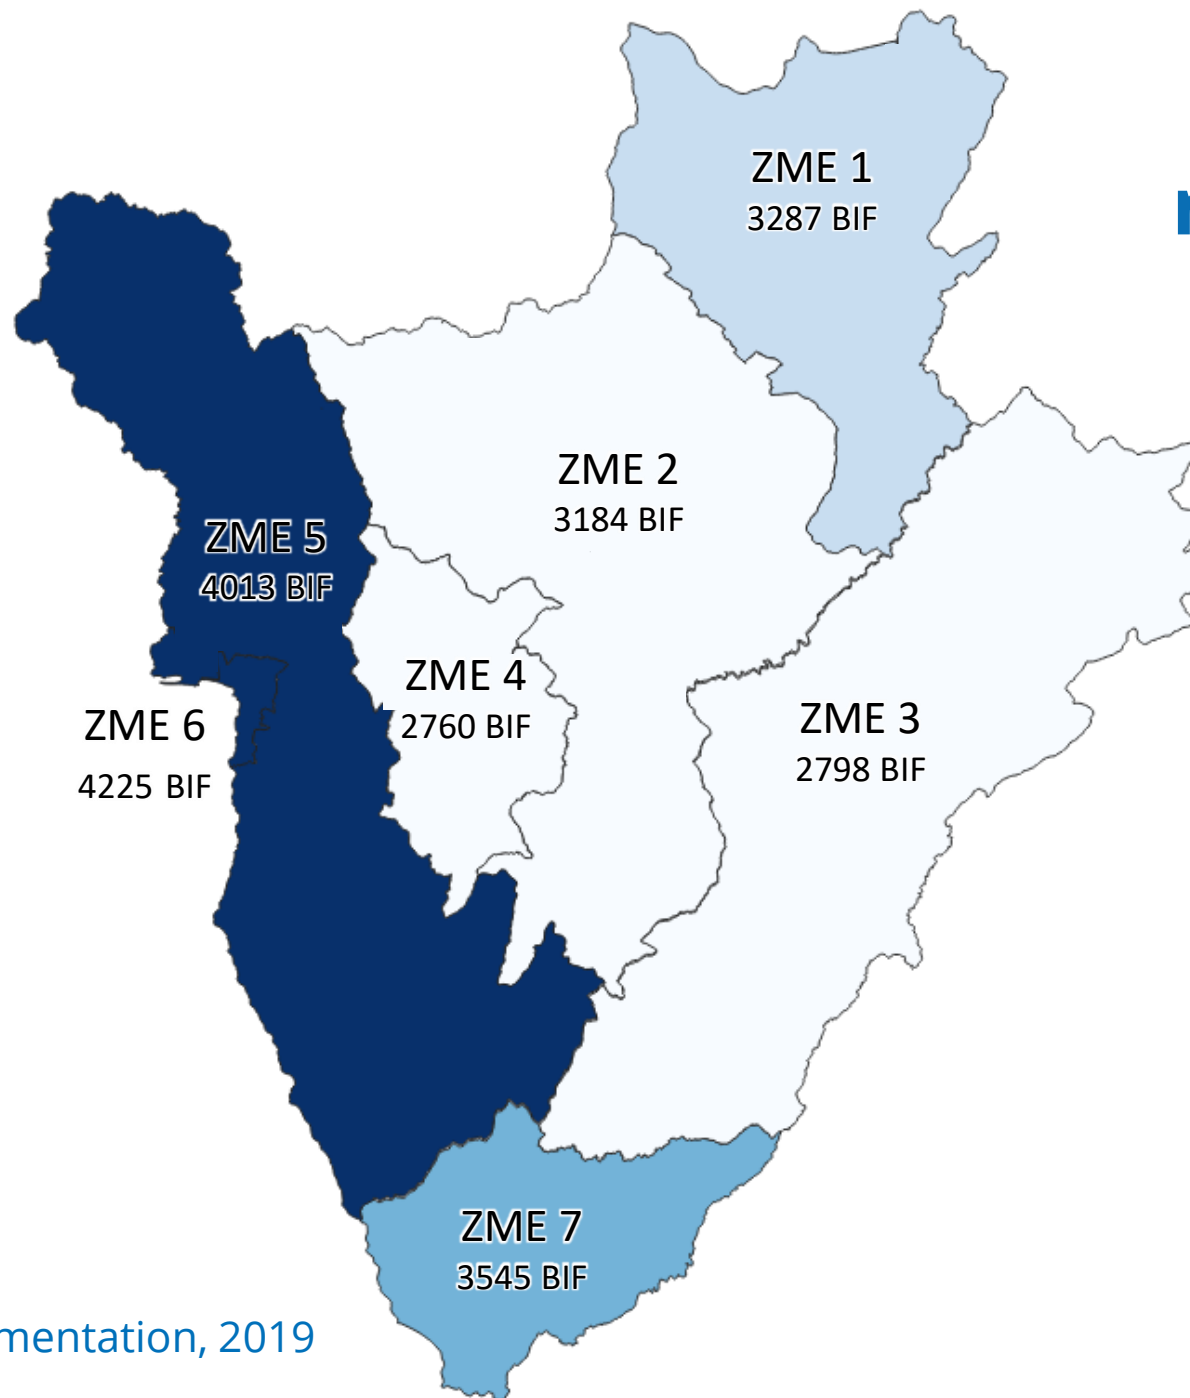 ZME 1
3287 BIF
ZME 2
3184 BIF
ZME 5
4013 BIF
ZME 4
2760 BIF
ZME 6
4225 BIF
ZME 3
2798 BIF
ZME 7
3545 BIF
mentation, 2019